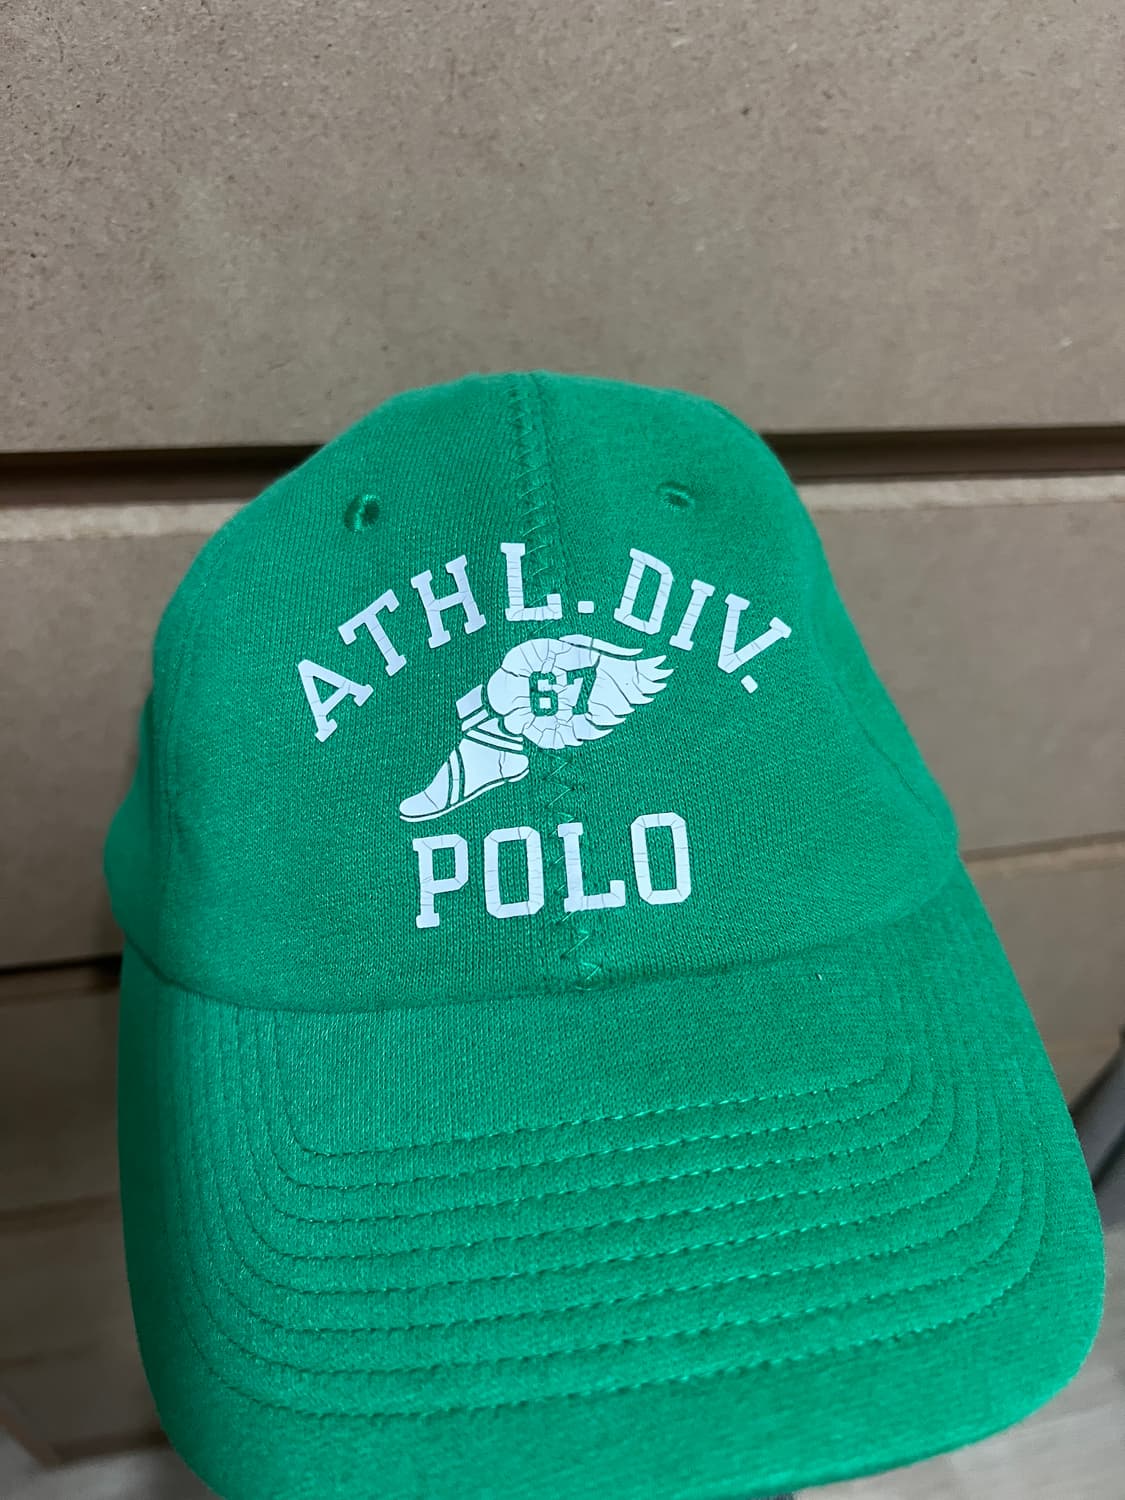 ATHL. DIV.
67
POLO